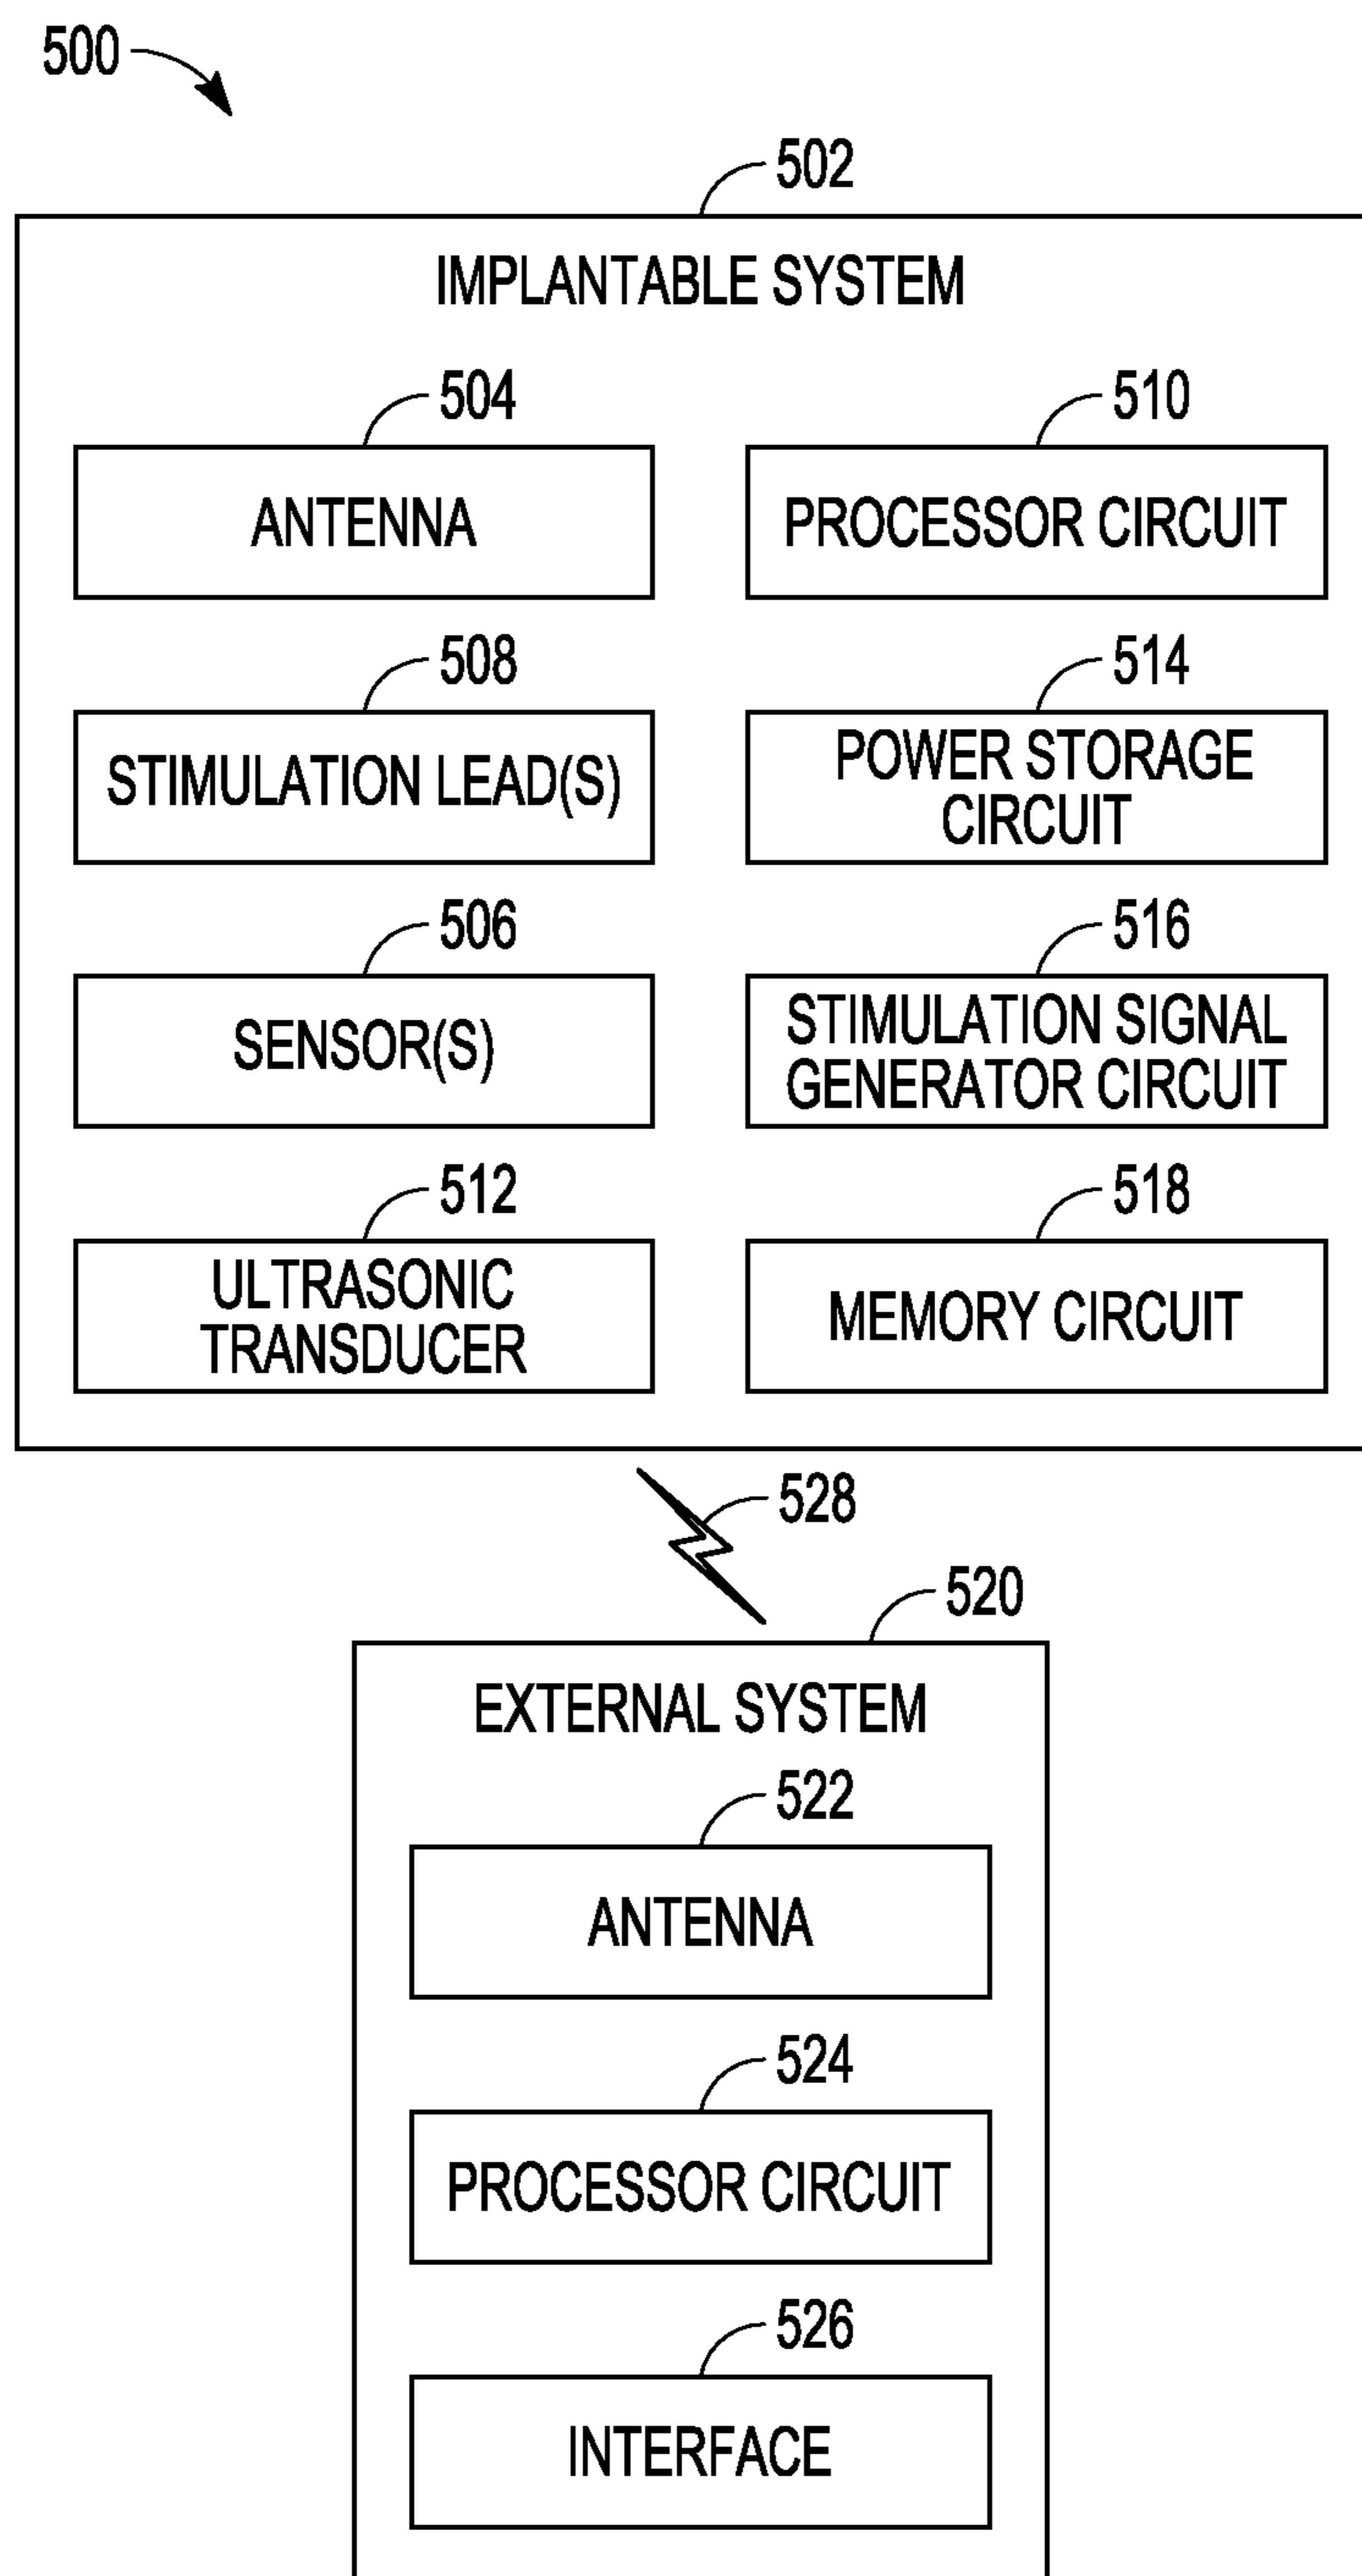 500
502
IMPLANTABLE SYSTEM
504
ANTENNA
510
PROCESSOR CIRCUIT
508
STIMULATION LEAD(S)
514
POWER STORAGE
CIRCUIT
506
SENSOR(S)
516
STIMULATION SIGNAL
GENERATOR CIRCUIT
512
ULTRASONIC
TRANSDUCER
518
MEMORY CIRCUIT
528
520
EXTERNAL SYSTEM
522
ANTENNA
524
PROCESSOR CIRCUIT
526
INTERFACE